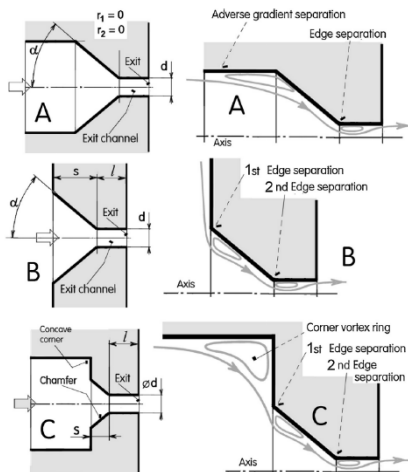 r1 = 0
r2 = 0
Exit
α
d
A
Exit channel
Adverse gradient separation
Edge separation
A
Axis
s
l
Exit
α
d
B
Exit channel
1st Edge separation
2 nd Edge separation
B
Axis
Concave
corner
l
Exit
Ød
Chamfer
C
s
Corner vortex ring
1st Edge separation
2 nd Edge
separation
C
Axis